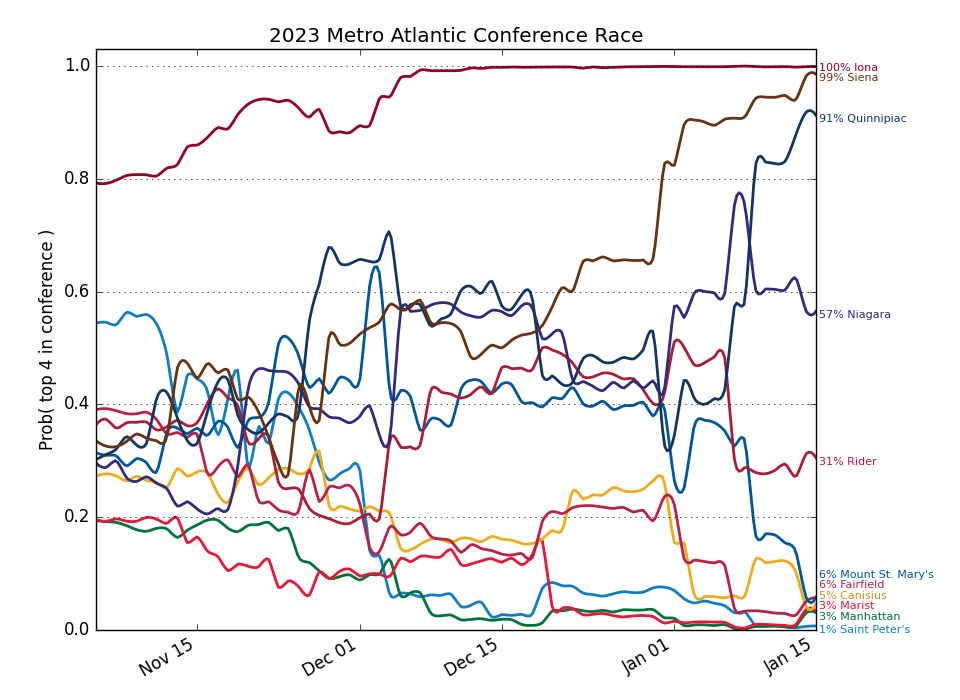 2023 Metro Atlantic Conference Race
Prob( top 4 in conference )
1.0
0.8
0.6
0.4
0.2
0.0
Nov 15
Dec 01
Dec 15
Jan 01
Jan 15
100% Iona
99% Siena
91% Quinnipiac
57% Niagara
31% Rider
6% Mount St. Mary's
6% Fairfield
5% Canisius
3% Marist
3% Manhattan
1% Saint Peter's